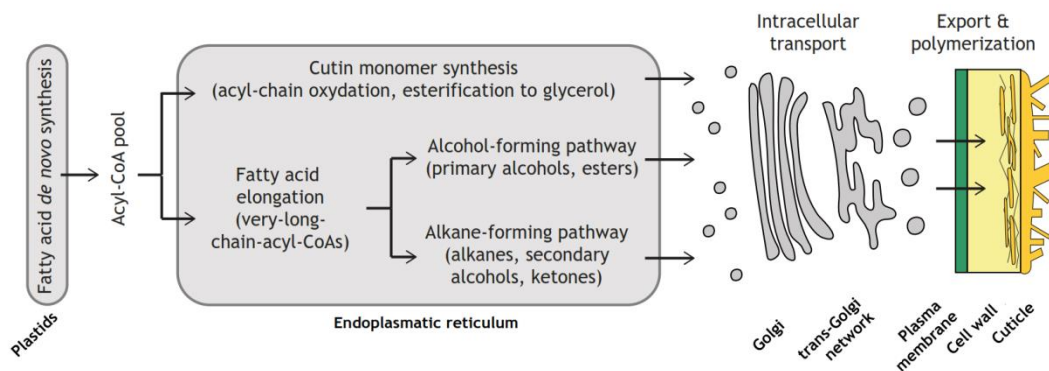 Intracellular
transport
Export &
polymerization
Fatty acid de novo synthesis
Acyl-CoA pool
Cutin monomer synthesis
(acyl-chain oxydation, esterification to glycerol)
Fatty acid
elongation
(very-long-
chain-acyl-CoAs)
Alcohol-forming pathway
(primary alcohols, esters)
Alkane-forming pathway
(alkanes, secondary
alcohols, ketones)
Plastids
Endoplasmatic reticulum
Golgi
trans-Golgi
network
Plasma
membrane
Cell wall
Cuticle